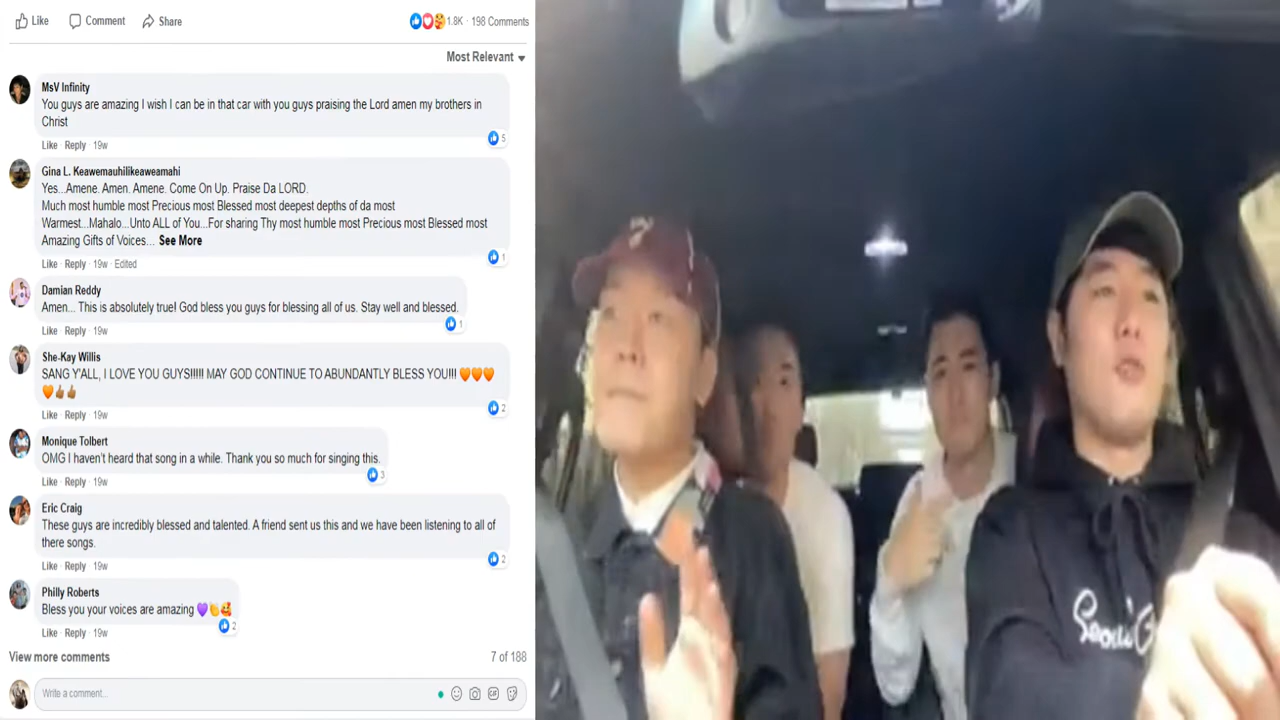 Like Comment Share 1.8K · 198 Comments
Most Relevant
MsV Infinity
You guys are amazing I wish I can be in that car with you guys praising the Lord amen my brothers in
Christ
5
Like · Reply · 19w
Gina L. Keawemauhilikeaweamahi
Yes...Amene. Amen. Amene. Come On Up. Praise Da LORD.
Much most humble most Precious most Blessed most deepest depths of da most
Warmest...Mahalo...Unto ALL of You...For sharing Thy most humble most Precious most Blessed most
Amazing Gifts of Voices... See More
1
Like · Reply · 19w · Edited
Damian Reddy
Amen... This is absolutely true! God bless you guys for blessing all of us. Stay well and blessed.
1
Like · Reply · 19w
She-Kay Willis
SANG Y'ALL, I LOVE YOU GUYS!!!!! MAY GOD CONTINUE TO ABUNDANTLY BLESS YOU!!! 🧡🧡🧡
🧡👍🏾👍🏾
2
Like · Reply · 19w
Monique Tolbert
OMG I haven't heard that song in a while. Thank you so much for singing this.
3
Like · Reply · 19w
Eric Craig
These guys are incredibly blessed and talented. A friend sent us this and we have been listening to all of
there songs.
2
Like · Reply · 19w
Philly Roberts
Bless you your voices are amazing 💜👏🥰
2
Like · Reply · 19w
View more comments 7 of 188
Write a comment...
GIF